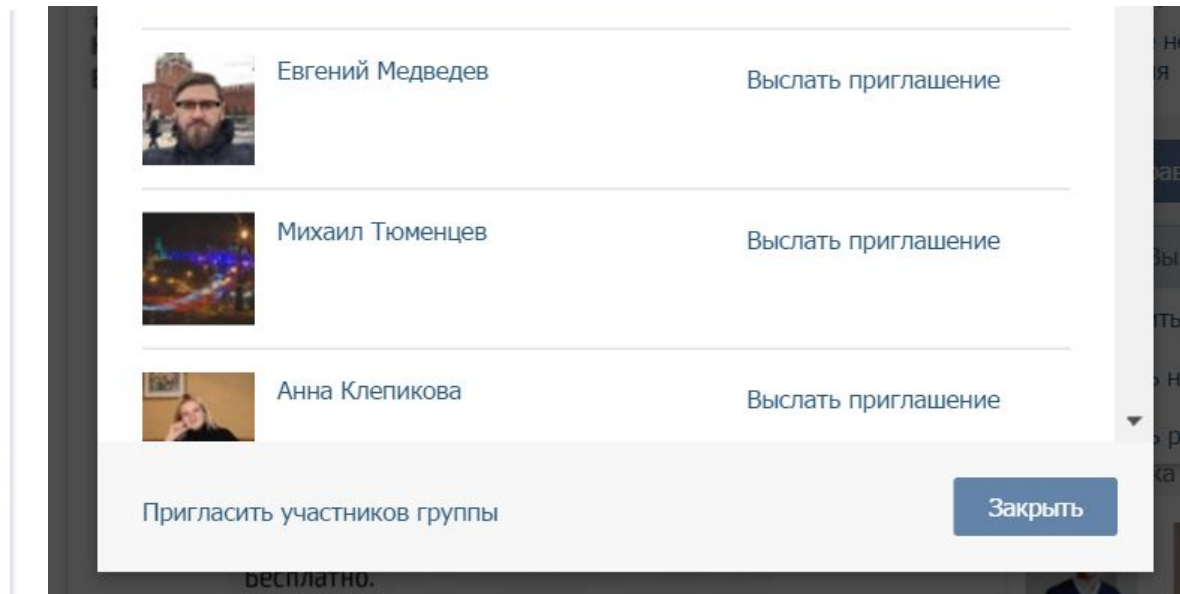 Евгений Медведев
Выслать приглашение
Михаил Тюменцев
Выслать приглашение
Анна Клепикова
Выслать приглашение
Пригласить участников группы
Закрыть
Бесплатно.